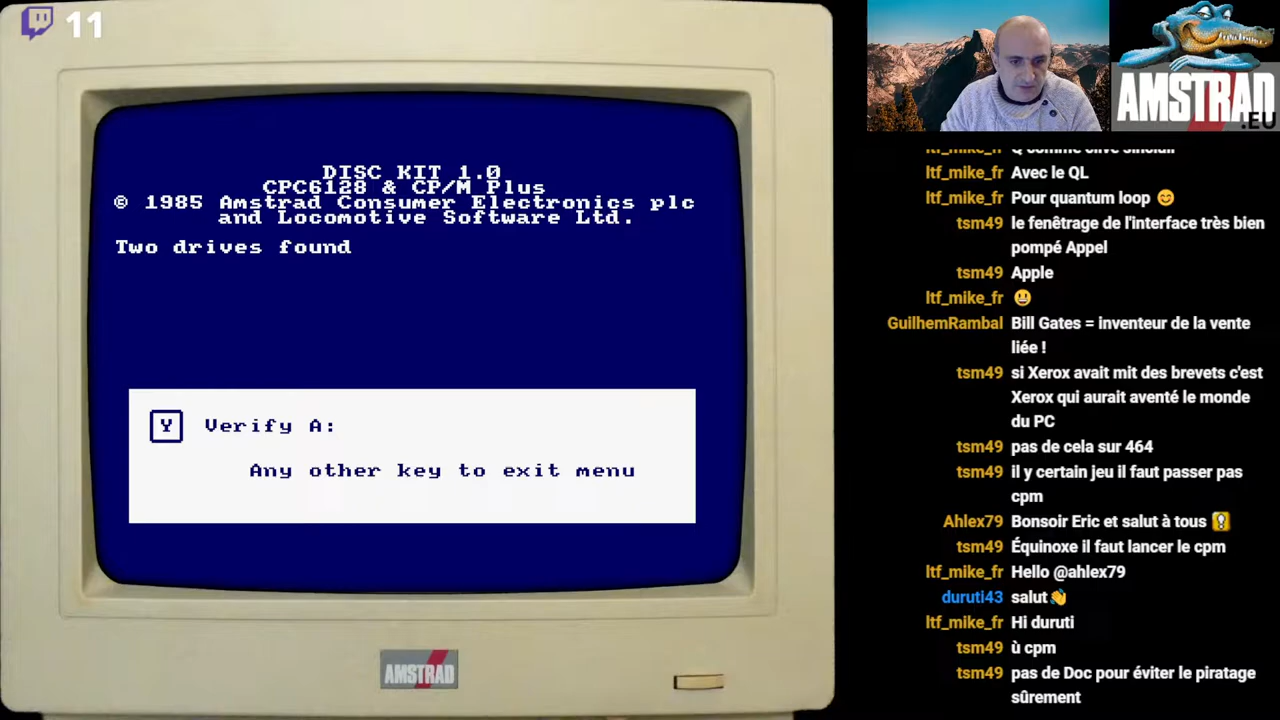 11
DISC KIT 1.0
CPC6128 & CP/M Plus
© 1985 Amstrad Consumer Electronics plc
and Locomotive Software Ltd.
Two drives found
Y Verify A:
Any other key to exit menu
AMSTRAD
AMSTRAD
.EU
ltf_mike_fr Q comme clive sinclair
ltf_mike_fr Avec le QL
ltf_mike_fr Pour quantum loop 😊
tsm49 le fenêtrage de l'interface très bien
pompé Appel
tsm49 Apple
ltf_mike_fr 😃
GuilhemRambal Bill Gates = inventeur de la vente
liée !
tsm49 si Xerox avait mit des brevets c'est
Xerox qui aurait aventé le monde
du PC
tsm49 pas de cela sur 464
tsm49 il y certain jeu il faut passer pas
cpm
Ahlex79 Bonsoir Eric et salut à tous
tsm49 Équinoxe il faut lancer le cpm
ltf_mike_fr Hello @ahlex79
duruti43 salut👋
ltf_mike_fr Hi duruti
tsm49 ù cpm
tsm49 pas de Doc pour éviter le piratage
sûrement